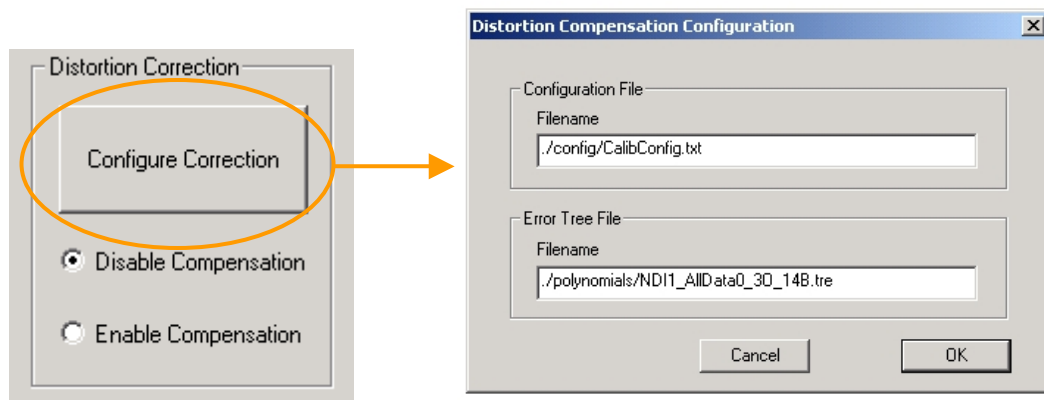 Distortion Correction
Configure Correction
Disable Compensation
Enable Compensation
Distortion Compensation Configuration
Configuration File
Filename
./config/CalibConfig.txt
Error Tree File
Filename
./polynomials/NDI1_AllData0_3O_14B.tre
Cancel
OK